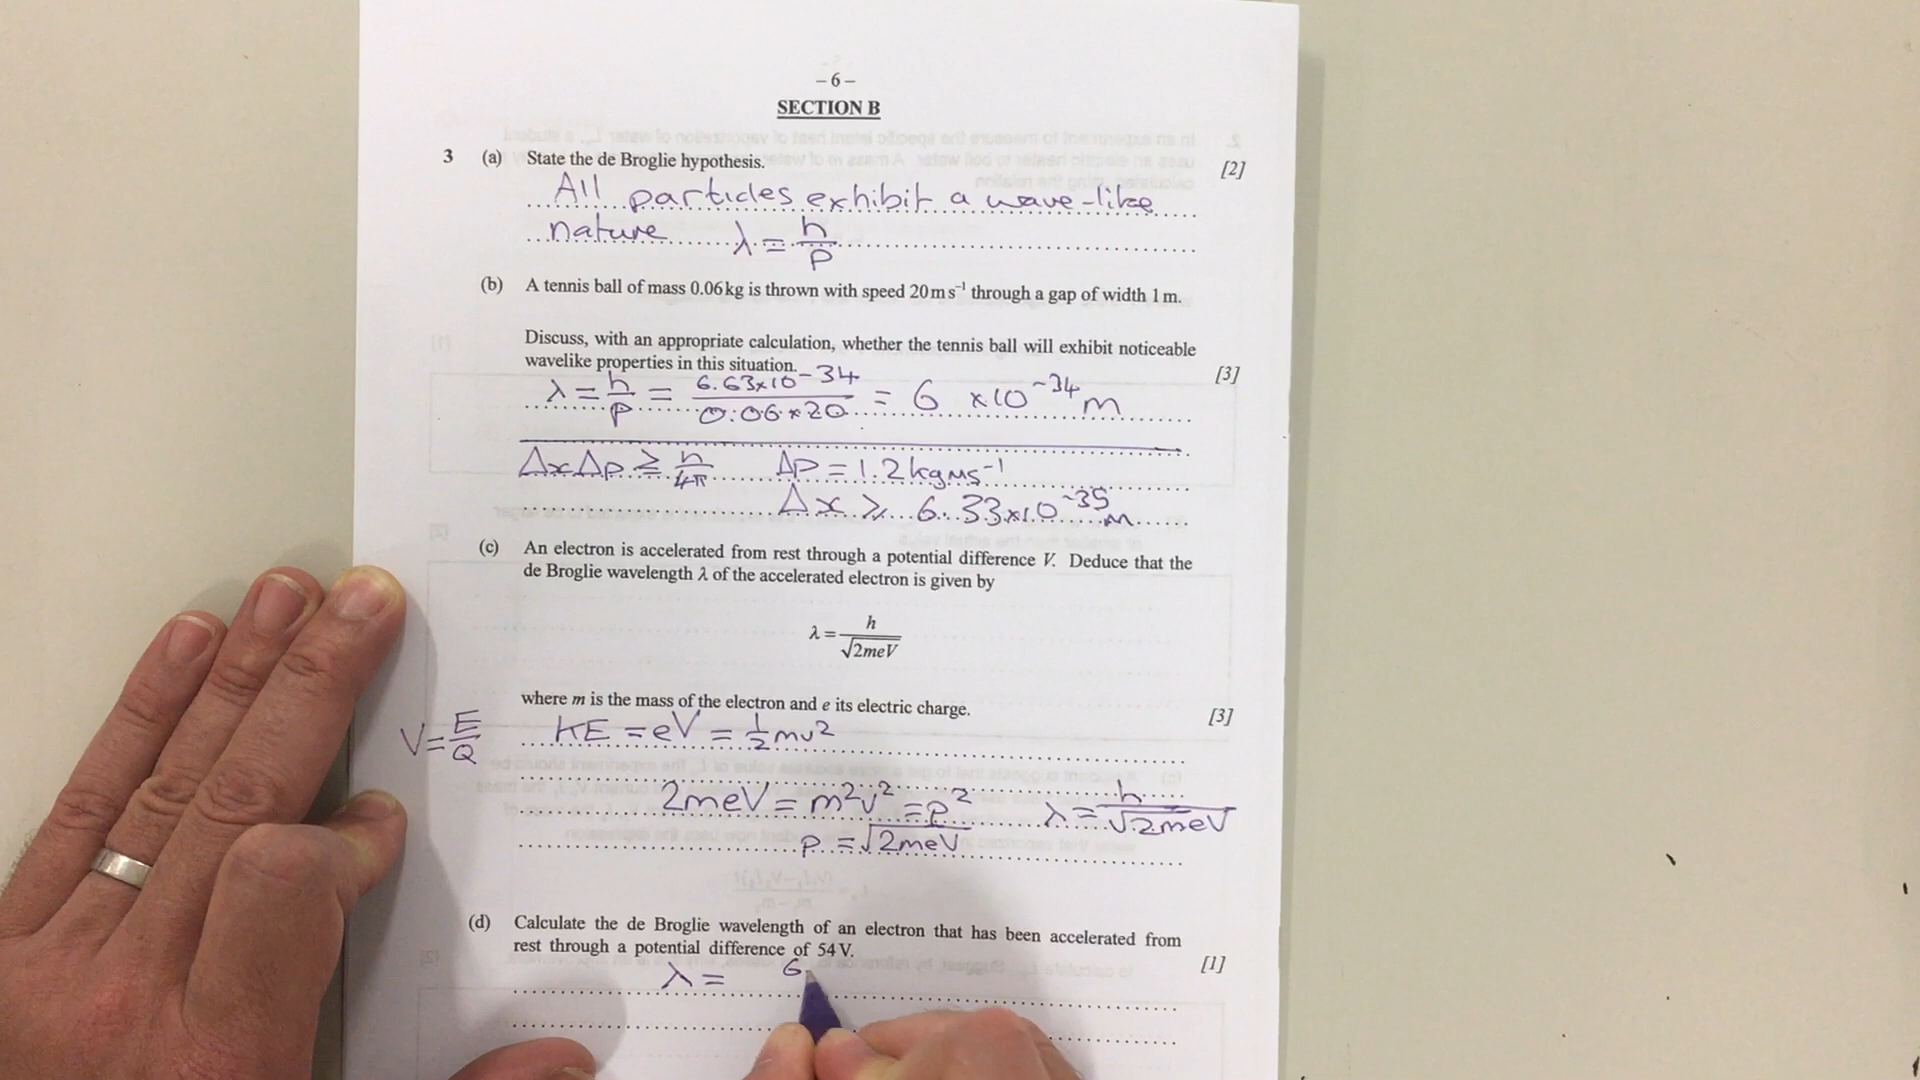 – 6 –
SECTION B
3 (a) State the de Broglie hypothesis. [2]
All particles exhibit a wave-like
nature λ = h/p
(b) A tennis ball of mass 0.06 kg is thrown with speed 20 m s⁻¹ through a gap of width 1 m.
Discuss, with an appropriate calculation, whether the tennis ball will exhibit noticeable
wavelike properties in this situation. [3]
λ = h/p = 6.63×10⁻³⁴/0.06×20 = 6 ×10⁻³⁴ m
ΔxΔp ≥ h/4π Δp = 1.2 kgms⁻¹
Δx ≥ 6.33×10⁻³⁵ m
(c) An electron is accelerated from rest through a potential difference V. Deduce that the
de Broglie wavelength λ of the accelerated electron is given by
λ = h/√2meV
where m is the mass of the electron and e its electric charge. [3]
V = E/Q KE = eV = ½mv²
2meV = m²v² = p² λ = h/√2meV
p = √2meV
(d) Calculate the de Broglie wavelength of an electron that has been accelerated from
rest through a potential difference of 54 V. [1]
λ = 6